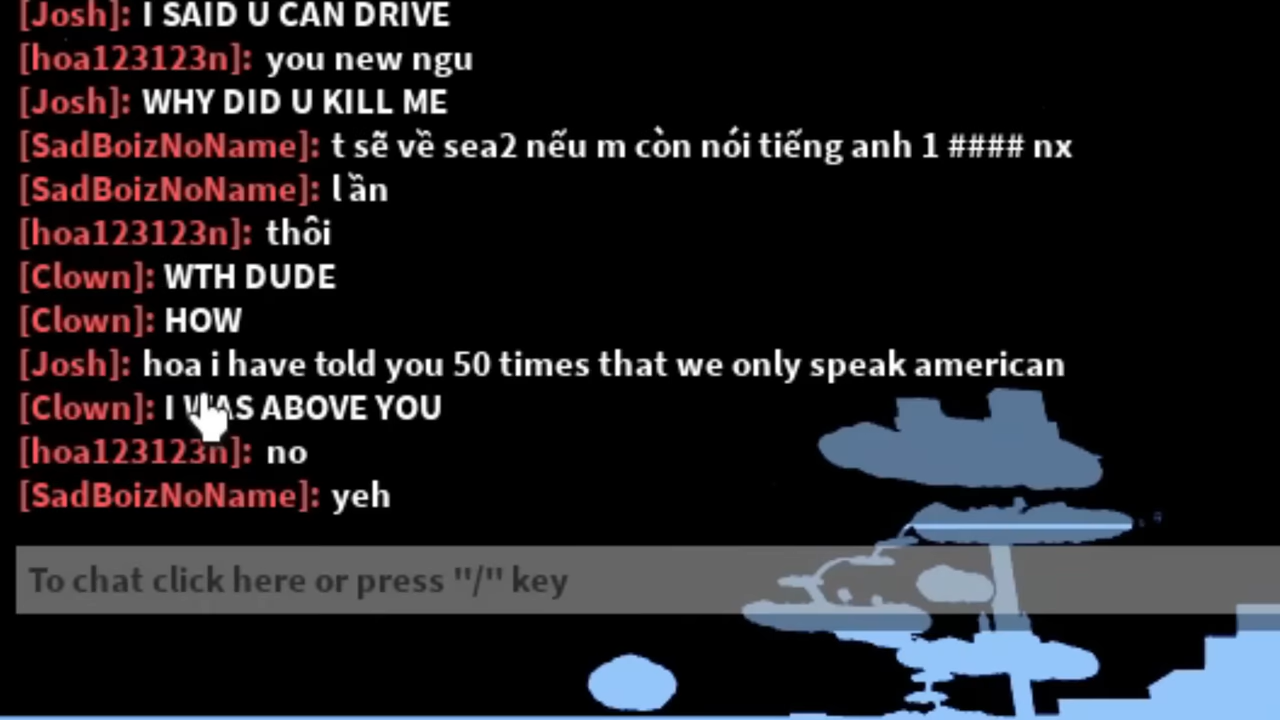 [Josh]: I SAID U CAN DRIVE
[hoa123123n]: you new ngu
[Josh]: WHY DID U KILL ME
[SadBoizNoName]: t sẽ về sea2 nếu m còn nói tiếng anh 1 #### nx
[SadBoizNoName]: l ần
[hoa123123n]: thôi
[Clown]: WTH DUDE
[Clown]: HOW
[Josh]: hoa i have told you 50 times that we only speak american
[Clown]: I WAS ABOVE YOU
[hoa123123n]: no
[SadBoizNoName]: yeh
To chat click here or press "/" key